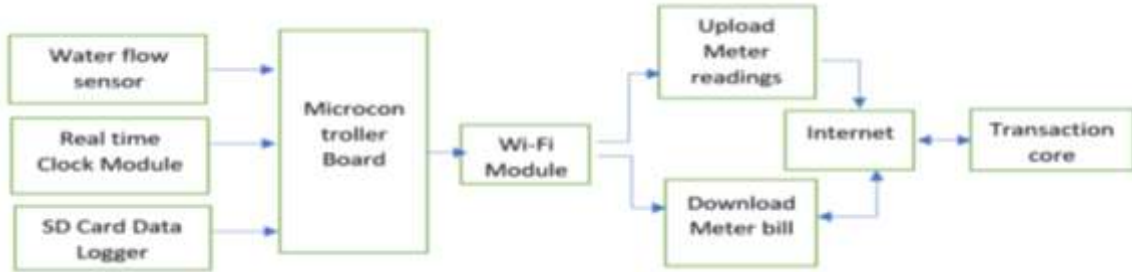 Water flow
sensor
Real time
Clock Module
SD Card Data
Logger
Microcon
troller
Board
Wi-Fi
Module
Upload
Meter
readings
Download
Meter bill
Internet
Transaction
core